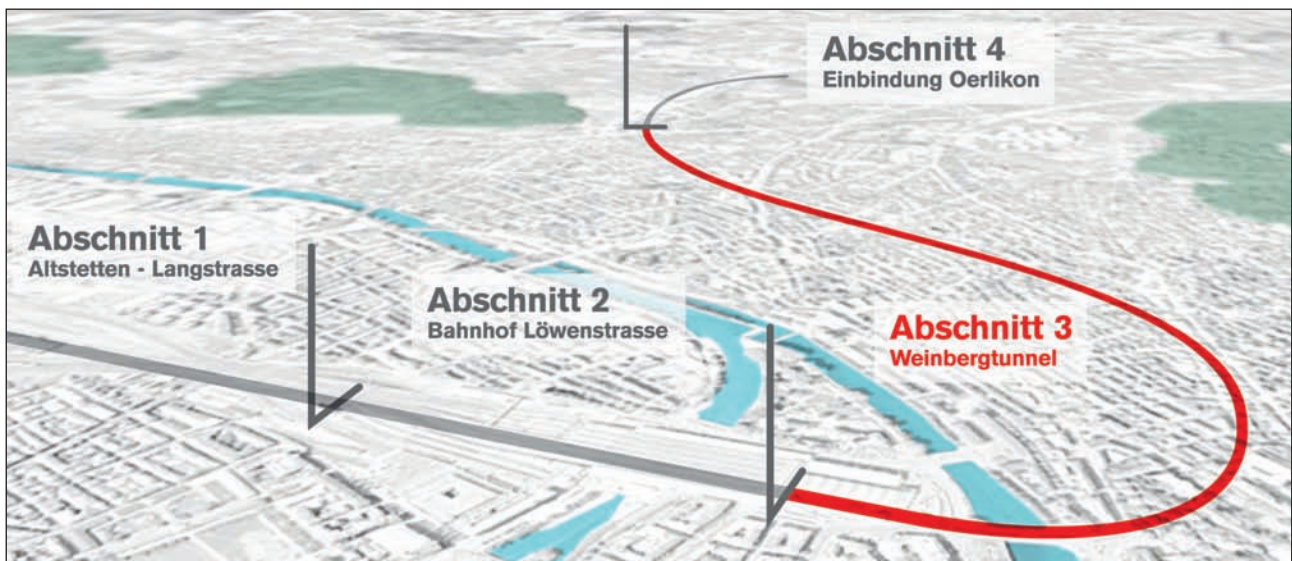 Abschnitt 4
Einbindung Oerlikon
Abschnitt 1
Altstetten - Langstrasse
Abschnitt 2
Bahnhof Löwenstrasse
Abschnitt 3
Weinbergtunnel